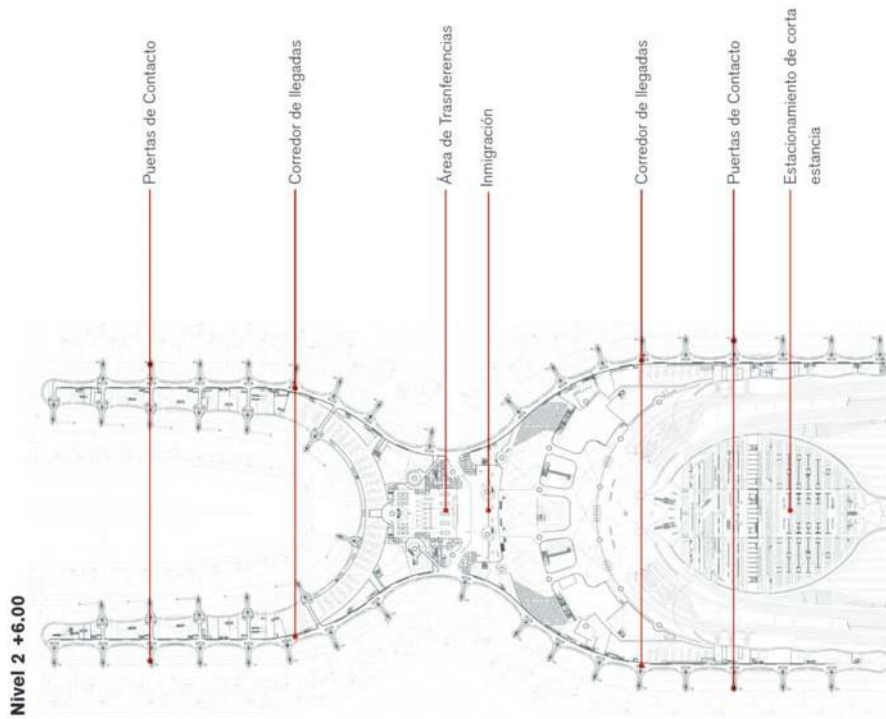 Nivel 2 +6.00
Puertas de Contacto
Corredor de llegadas
Área de Trasnferencias
Inmigración
Corredor de llegadas
Puertas de Contacto
Estacionamiento de corta
estancia